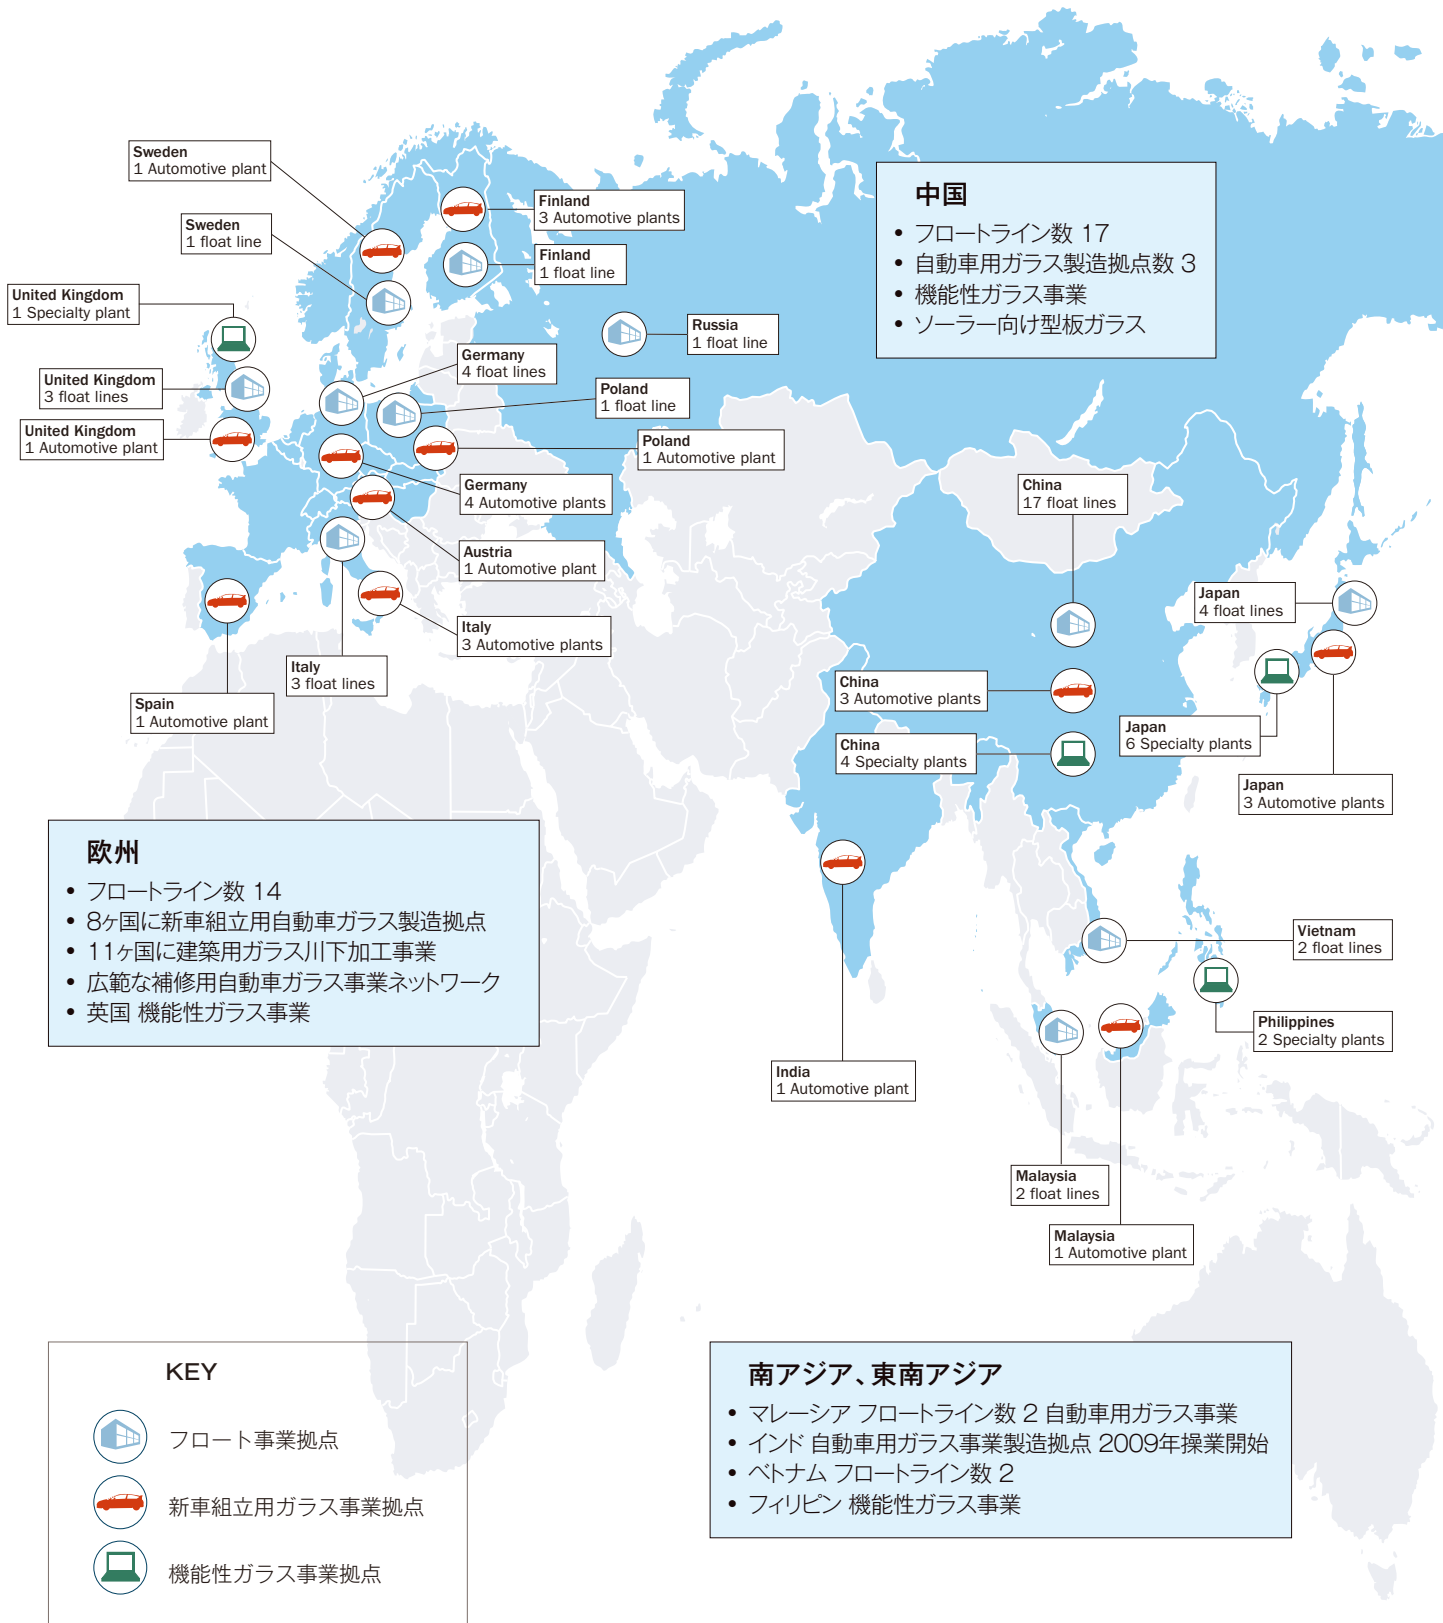 Sweden
1 Automotive plant
Sweden
1 float line
United Kingdom
1 Specialty plant
United Kingdom
3 float lines
United Kingdom
1 Automotive plant
Finland
3 Automotive plants
Finland
1 float line
Russia
1 float line
Germany
4 float lines
Poland
1 float line
Poland
1 Automotive plant
Germany
4 Automotive plants
Austria
1 Automotive plant
Italy
3 Automotive plants
Italy
3 float lines
Spain
1 Automotive plant
中国
• フロートライン数 17
• 自動車用ガラス製造拠点数 3
• 機能性ガラス事業
• ソーラー向け型板ガラス
China
17 float lines
China
3 Automotive plants
China
4 Specialty plants
Japan
4 float lines
Japan
6 Specialty plants
Japan
3 Automotive plants
欧州
• フロートライン数 14
• 8ヶ国に新車組立用自動車ガラス製造拠点
• 11ヶ国に建築用ガラス川下加工事業
• 広範な補修用自動車ガラス事業ネットワーク
• 英国 機能性ガラス事業
India
1 Automotive plant
Vietnam
2 float lines
Philippines
2 Specialty plants
Malaysia
2 float lines
Malaysia
1 Automotive plant
KEY
フロート事業拠点
新車組立用ガラス事業拠点
機能性ガラス事業拠点
南アジア、東南アジア
• マレーシア フロートライン数 2 自動車用ガラス事業
• インド 自動車用ガラス事業製造拠点 2009年操業開始
• ベトナム フロートライン数 2
• フィリピン 機能性ガラス事業